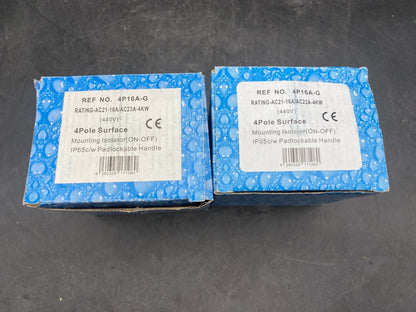 REF NO. 4P16A-G
RATING-AC21-16A/AC23A-4KW
(440V)
4Pole Surface
CE
Mounting Isolator(ON-OFF)
IP65c/w Padlockable Handle
REF NO. 4P16A-G
RATING-AC21-16A/AC23A-4KW
(440V)
4Pole Surface
CE
Mounting Isolator(ON-OFF)
IP65c/w Padlockable Handle